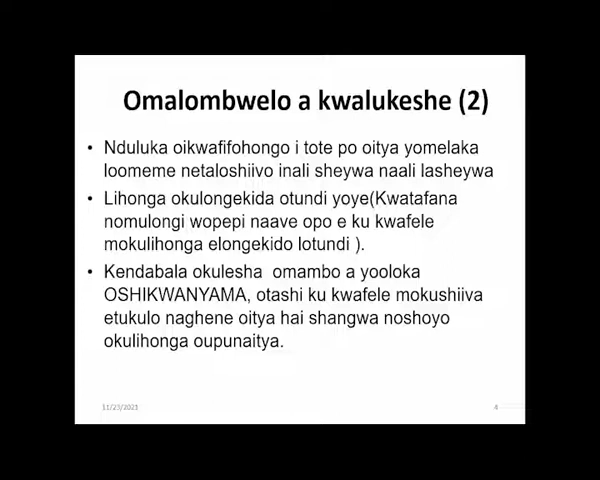 Omalombwelo a kwalukeshe (2)
• Nduluka oikwafifohongo i tote po oitya yomelaka
loomeme netaloshiivo inali sheywa naali lasheywa
• Lihonga okulongekida otundi yoye(Kwatafana
nomulongi wopepi naave opo e ku kwafele
mokulihonga elongekido lotundi ).
• Kendabala okulesha omambo a yooloka
OSHIKWANYAMA, otashi ku kwafele mokushiiva
etukulo naghene oitya hai shangwa noshoyo
okulihonga oupunaitya.
11/23/2021
4